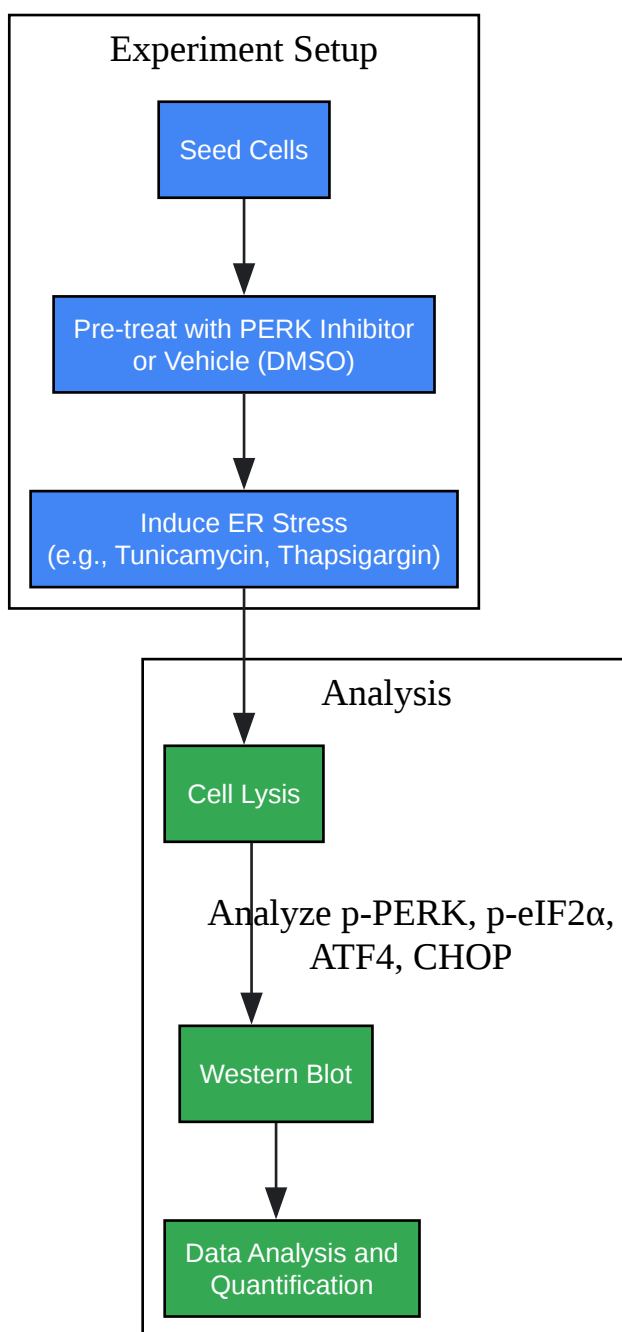 Experiment Setup
Seed Cells
Pre-treat with PERK Inhibitor
or Vehicle (DMSO)
Induce ER Stress
(e.g., Tunicamycin, Thapsigargin)
Analysis
Cell Lysis
Analyze p-PERK, p-eIF2α,
ATF4, CHOP
Western Blot
Data Analysis and
Quantification